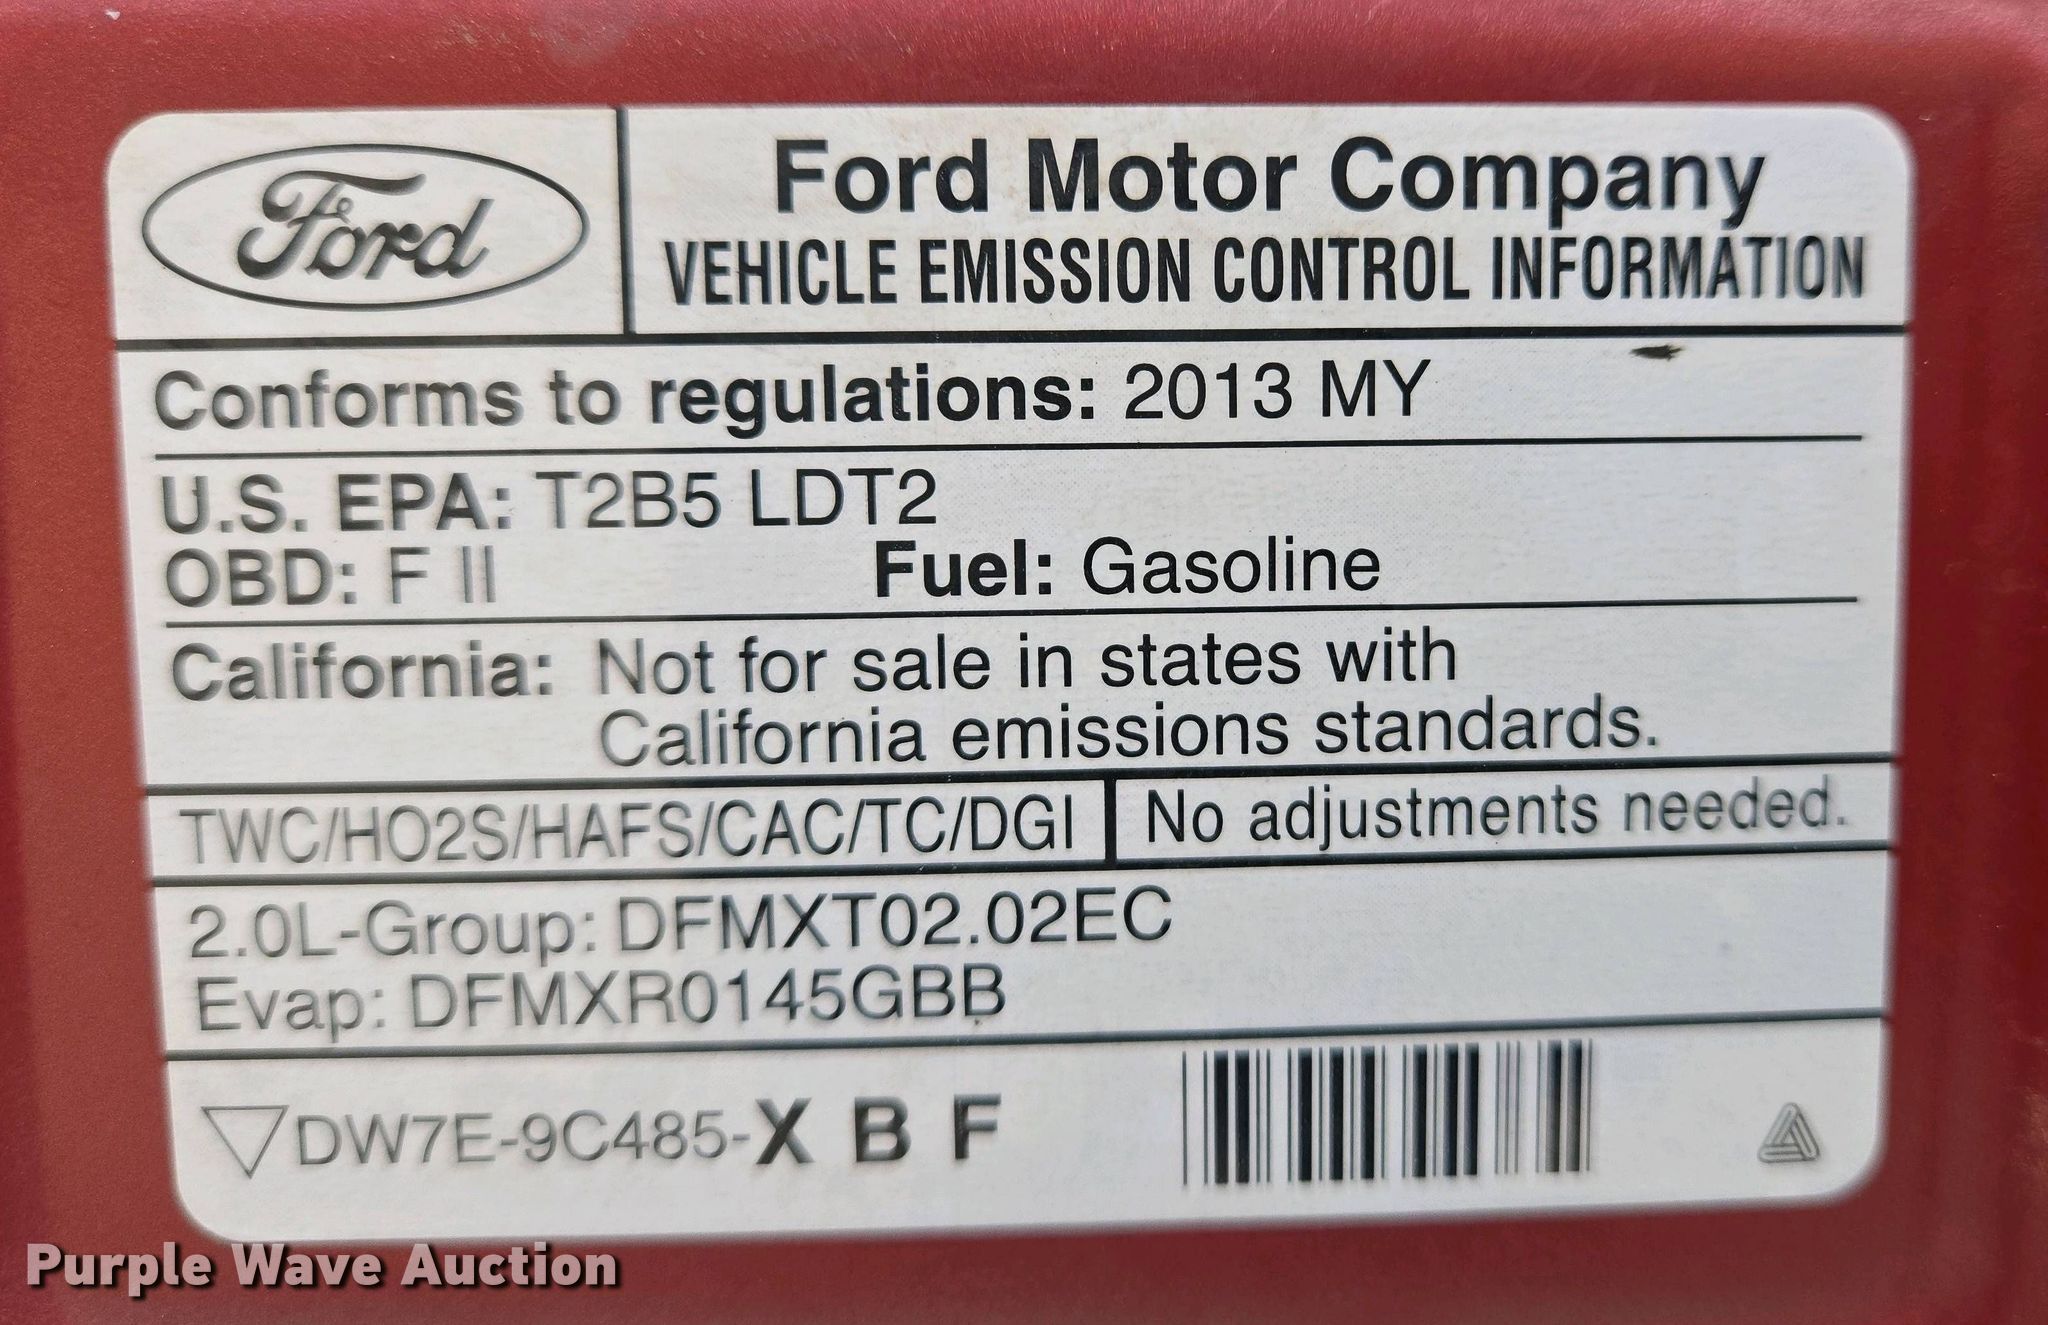 Ford
Ford Motor Company
VEHICLE EMISSION CONTROL INFORMATION
Conforms to regulations: 2013 MY
U.S. EPA: T2B5 LDT2
OBD: F II Fuel: Gasoline
California: Not for sale in states with
California emissions standards.
TWC/HO2S/HAFS/CAC/TC/DGI No adjustments needed.
2.0L-Group: DFMXT02.02EC
Evap: DFMXR0145GBB
DW7E-9C485-X B F
Purple Wave Auction